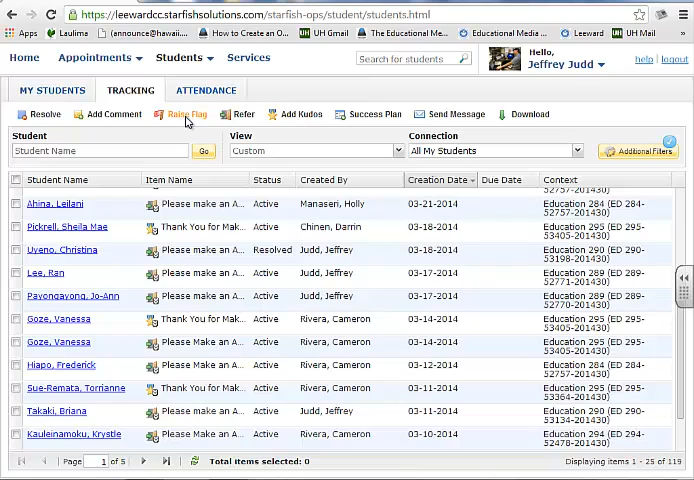 https://leewardcc.starfishsolutions.com/starfish-ops/student/students.html
Apps Laulima (announce@hawaii.... How to Create an O... UH Gmail The Educational Me... Educational Media ... Leeward UH MyUH
Home Appointments Students Services
Search for students
Hello,
Jeffrey Judd
help | logout
MY STUDENTS TRACKING ATTENDANCE
Resolve Add Comment Raise Flag Refer Add Kudos Success Plan Send Message Download
Student View Connection
Student Name Go Custom All My Students Additional Filters
Student Name Item Name Status Created By Creation Date Due Date Context
52757-201430)
Ahina, Leilani Please make an A... Active Manaseri, Holly 03-21-2014 Education 284 (ED 284-
52757-201430)
Pickrell, Sheila Mae Thank You for Mak... Active Chinen, Darrin 03-18-2014 Education 295 (ED 295-
53405-201430)
Uyeno, Christina Please make an A... Resolved Judd, Jeffrey 03-18-2014 Education 290 (ED 290-
53198-201430)
Lee, Ran Please make an A... Active Judd, Jeffrey 03-17-2014 Education 289 (ED 289-
52771-201430)
Payongayong, Jo-Ann Please make an A... Active Judd, Jeffrey 03-17-2014 Education 289 (ED 289-
52770-201430)
Goze, Vanessa Thank You for Mak... Active Rivera, Cameron 03-14-2014 Education 295 (ED 295-
53405-201430)
Goze, Vanessa Please Make an A... Active Rivera, Cameron 03-14-2014 Education 295 (ED 295-
53405-201430)
Hiapo, Frederick Please make an A... Active Rivera, Cameron 03-12-2014 Education 284 (ED 284-
52757-201430)
Sue-Remata, Torrianne Thank You for Mak... Active Rivera, Cameron 03-11-2014 Education 295 (ED 295-
53364-201430)
Takaki, Briana Please make an A... Active Judd, Jeffrey 03-11-2014 Education 290 (ED 290-
53134-201430)
Kauleinamoku, Krystle Please Make an A... Active Rivera, Cameron 03-10-2014 Education 294 (ED 294-
52478-201430)
Page 1 of 5 Total items selected: 0 Displaying items 1 - 25 of 119